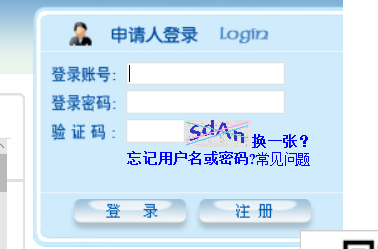 申请人登录 Login
登录账号：
登录密码：
验 证 码： sdAn 换一张？
忘记用户名或密码?常见问题
登 录 注 册